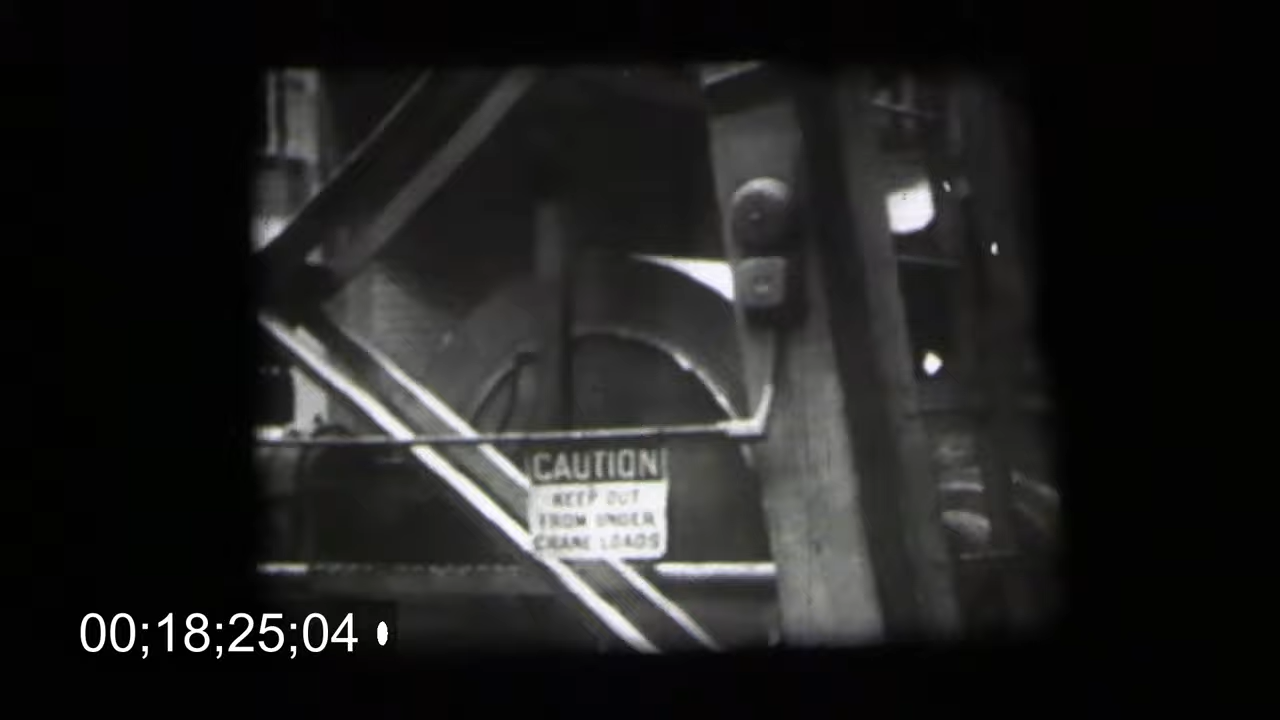 CAUTION
KEEP OUT
FROM UNDER
CRANE LOADS
00;18;25;04